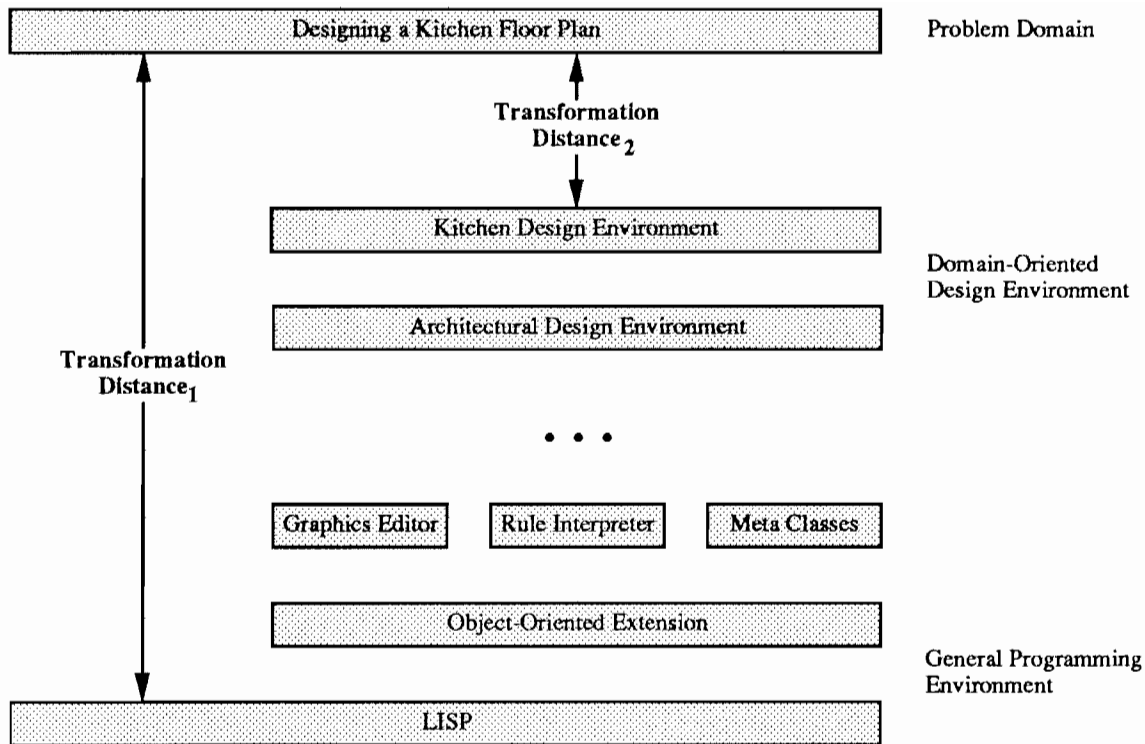 Designing a Kitchen Floor Plan
Problem Domain
Transformation
Distance2
Kitchen Design Environment
Domain-Oriented
Design Environment
Architectural Design Environment
Transformation
Distance1
• • •
Graphics Editor
Rule Interpreter
Meta Classes
Object-Oriented Extension
General Programming
Environment
LISP